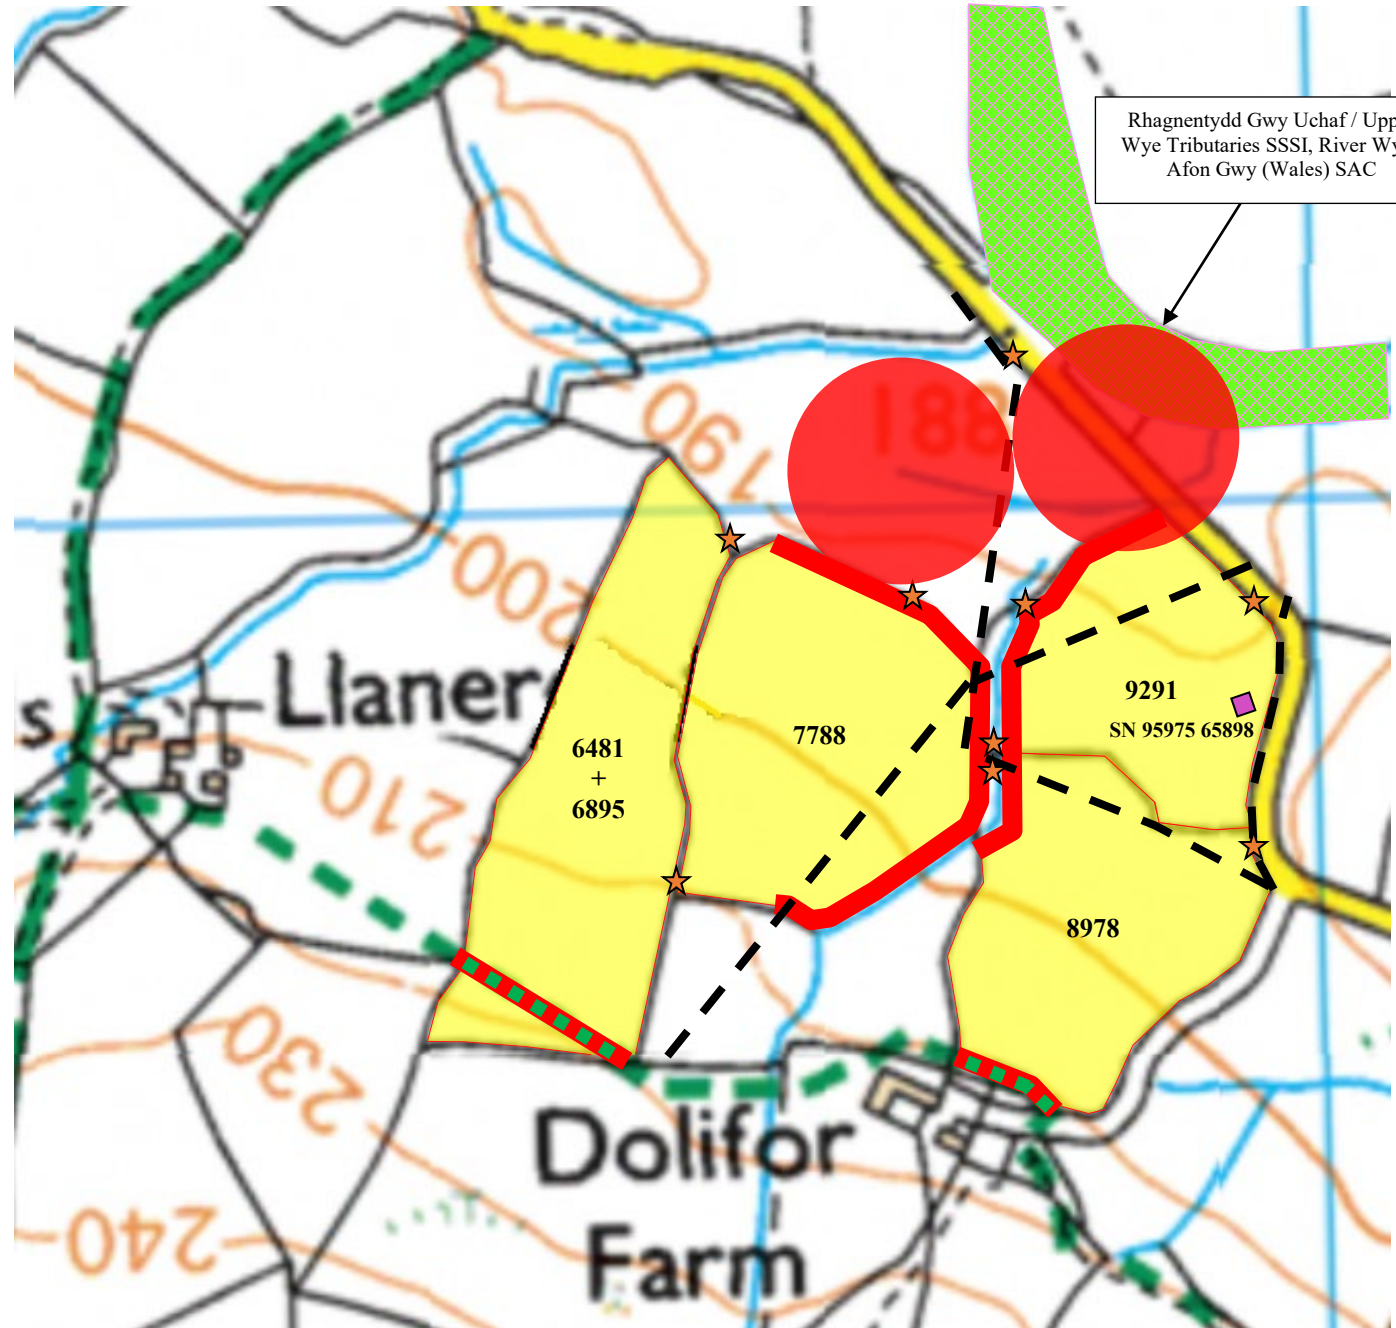 Rhagnentydd Gwy Uchaf / Upp
Wye Tributaries SSSI, River Wy
Afon Gwy (Wales) SAC
188
190
200
s
Llaner
9291
SN 95975 65898
7788
6481
+
6895
210
8978
230
Dolifor
Farm
240